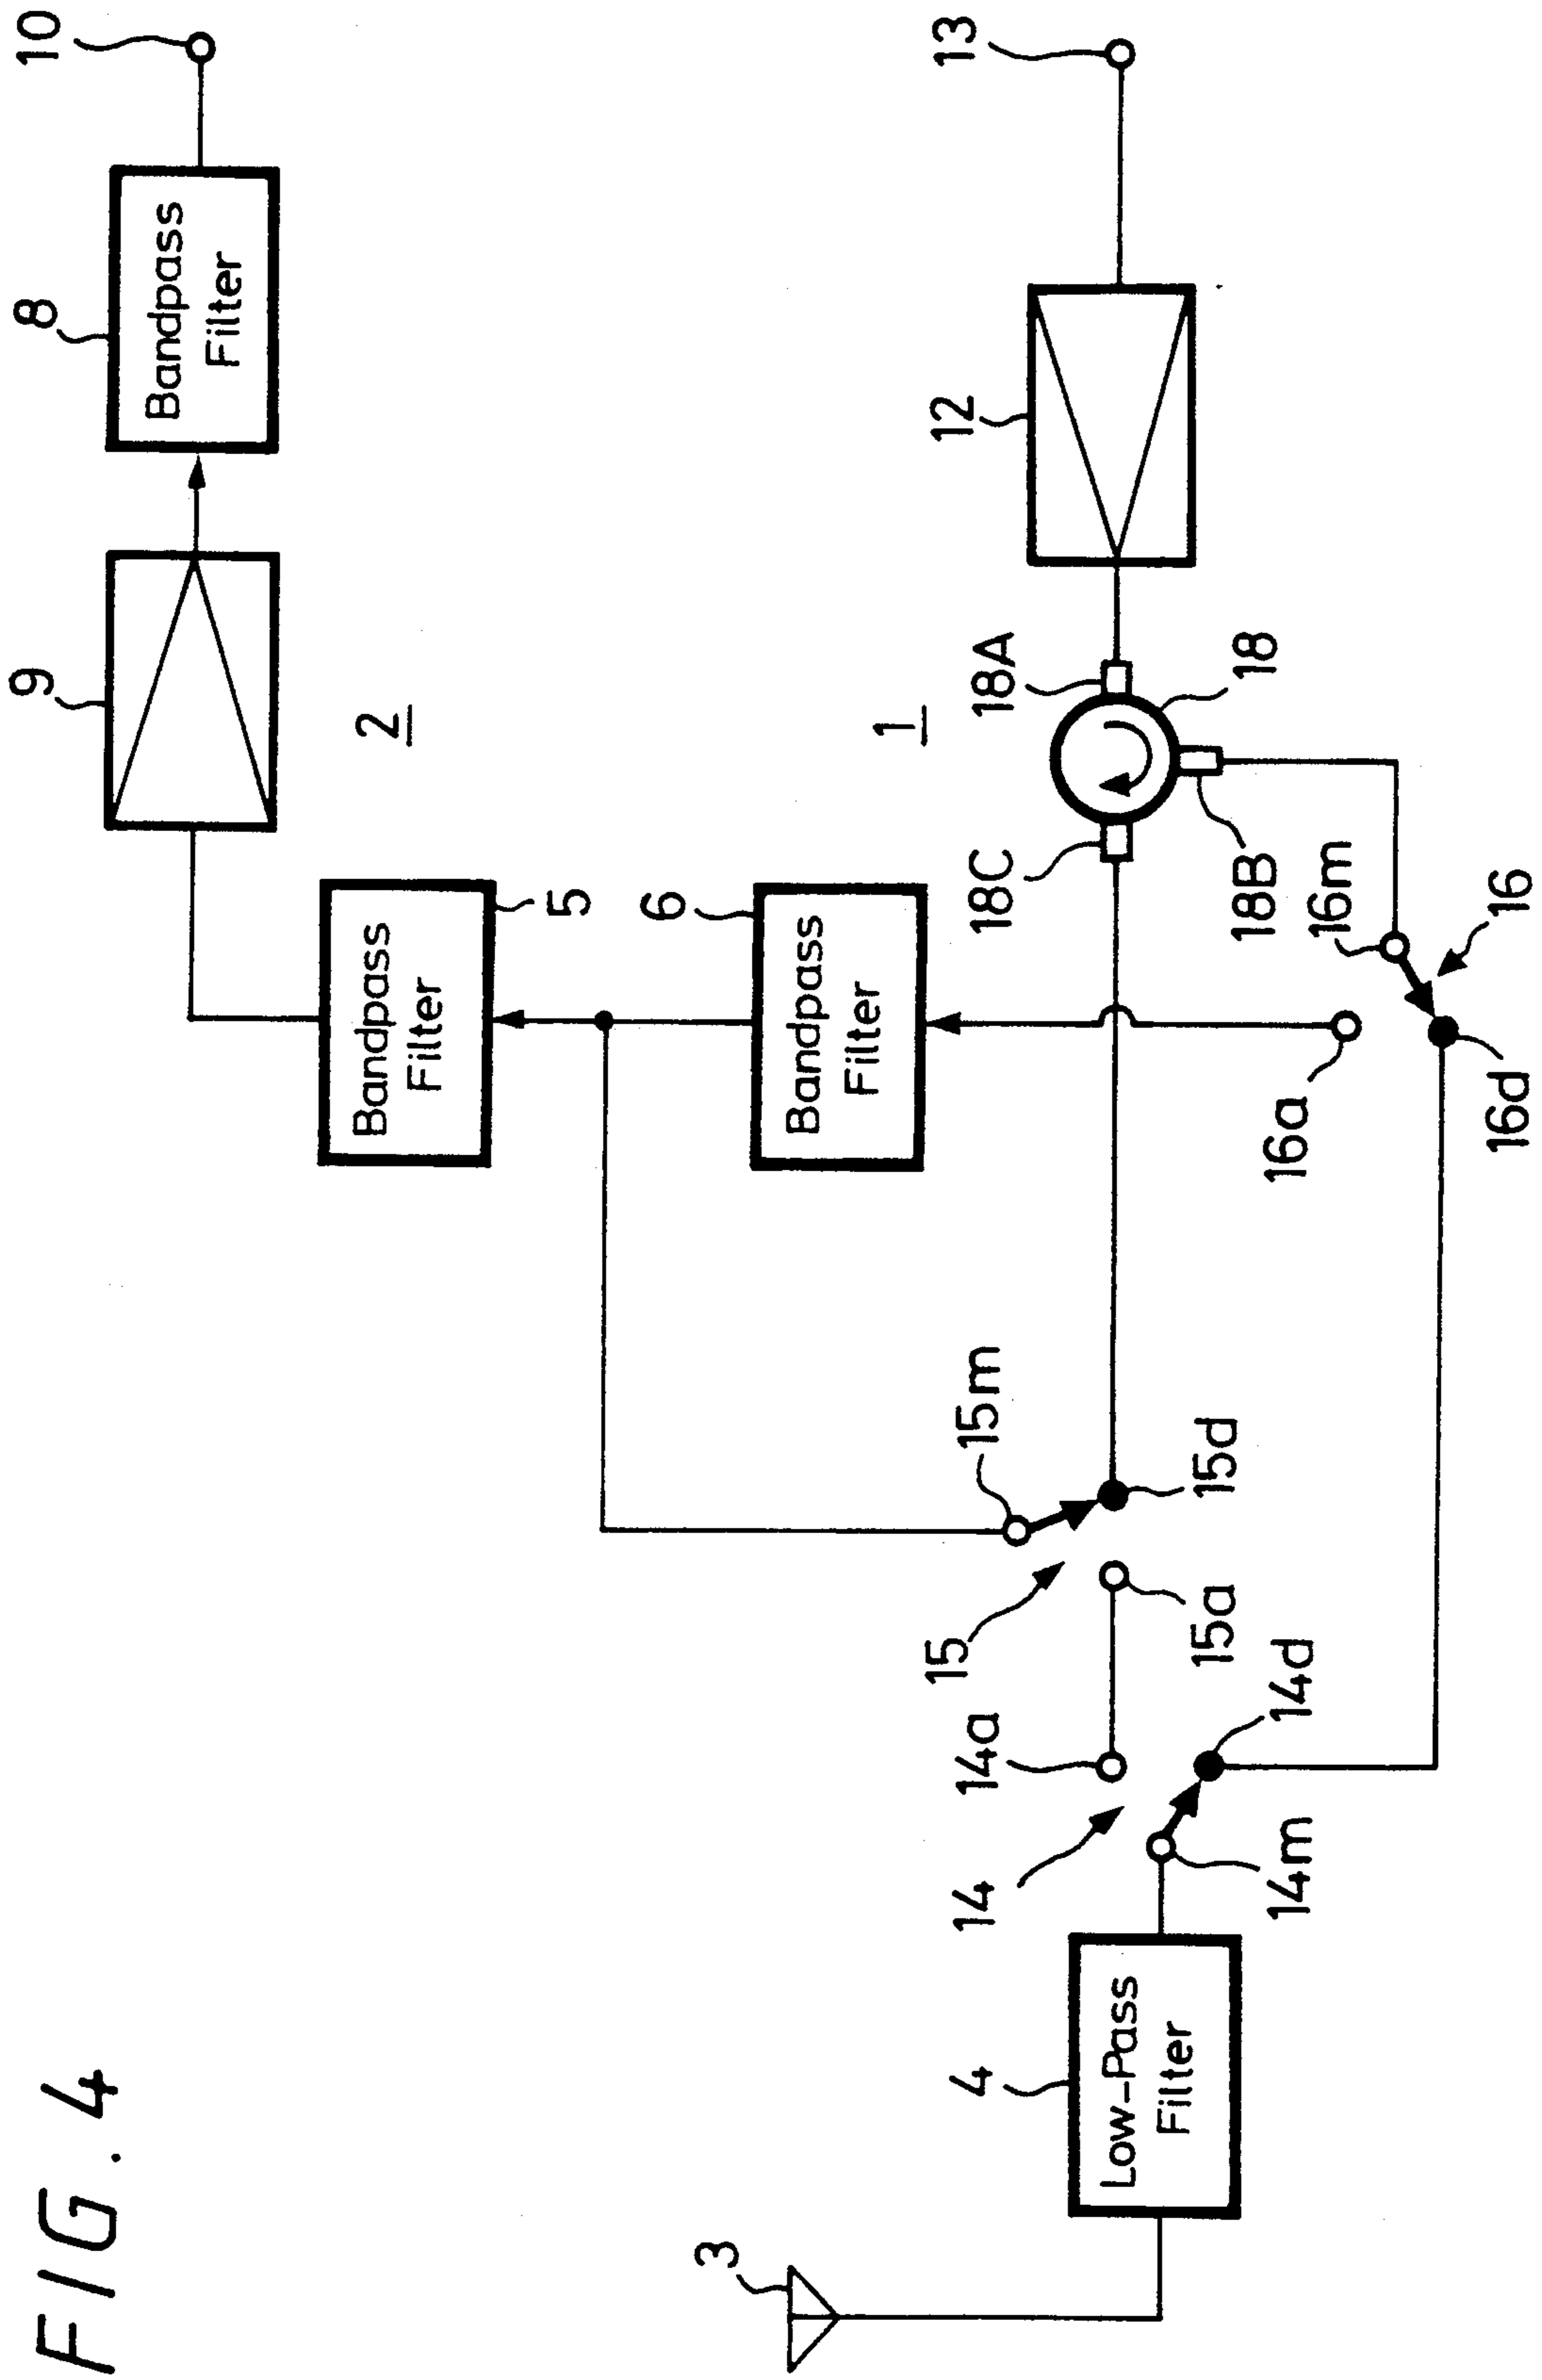 FIG. 4
10
8
Bandpass
Filter
9
2
5
Bandpass
Filter
6
Bandpass
Filter
13
12
1
18A
18
18C
18B
16m
16
16a
16d
15m
15d
15
15a
14a
14d
14
14m
4
Low-Pass
Filter
3